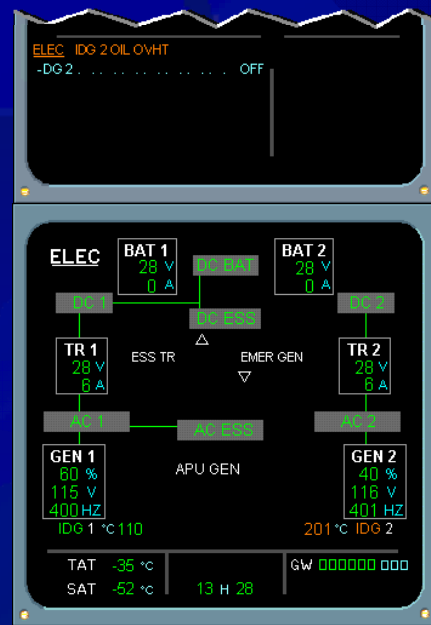 ELEC IDG 2 OIL OVHT
-DG 2 . . . . . . . . . . . . . OFF
ELEC
BAT 1
28 V
0 A
DC BAT
BAT 2
28 V
0 A
DC 1
DC 2
DC ESS
TR 1
28 V
6 A
ESS TR
EMER GEN
TR 2
28 V
6 A
AC 1
AC ESS
AC 2
GEN 1
60 %
115 V
400 HZ
APU GEN
GEN 2
40 %
116 V
401 HZ
IDG 1 °C 110
201 °C IDG 2
TAT -35 °C
GW
SAT -52 °C
13 H 28